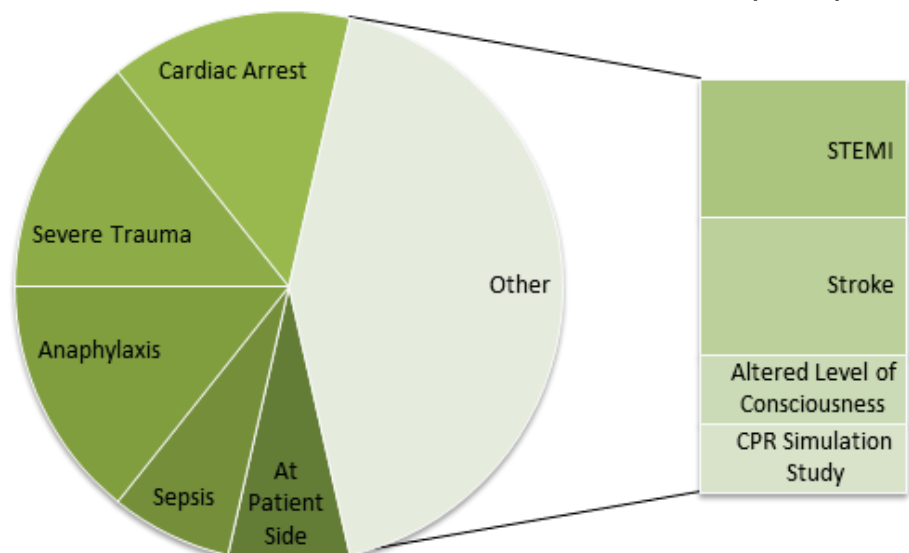 Cardiac Arrest
Severe Trauma
Anaphylaxis
Sepsis
At
Patient
Side
Other
STEMI
Stroke
Altered Level of
Consciousness
CPR Simulation
Study